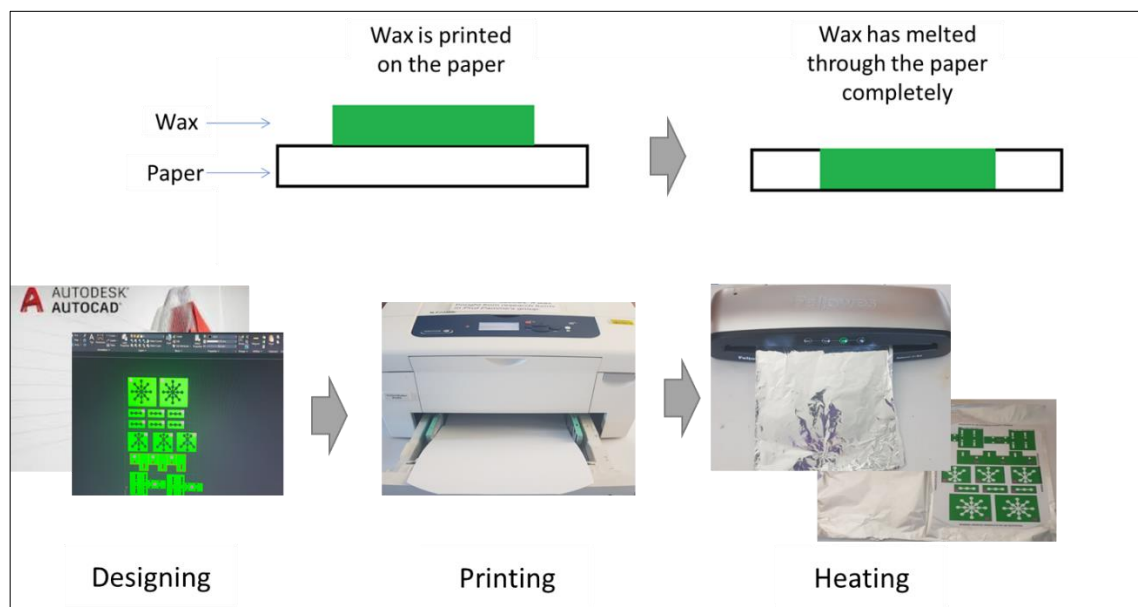 Wax is printed
on the paper
Wax has melted
through the paper
completely
Wax
Paper
AUTODESK®
AUTOCAD®
Fellowes
Designing
Printing
Heating